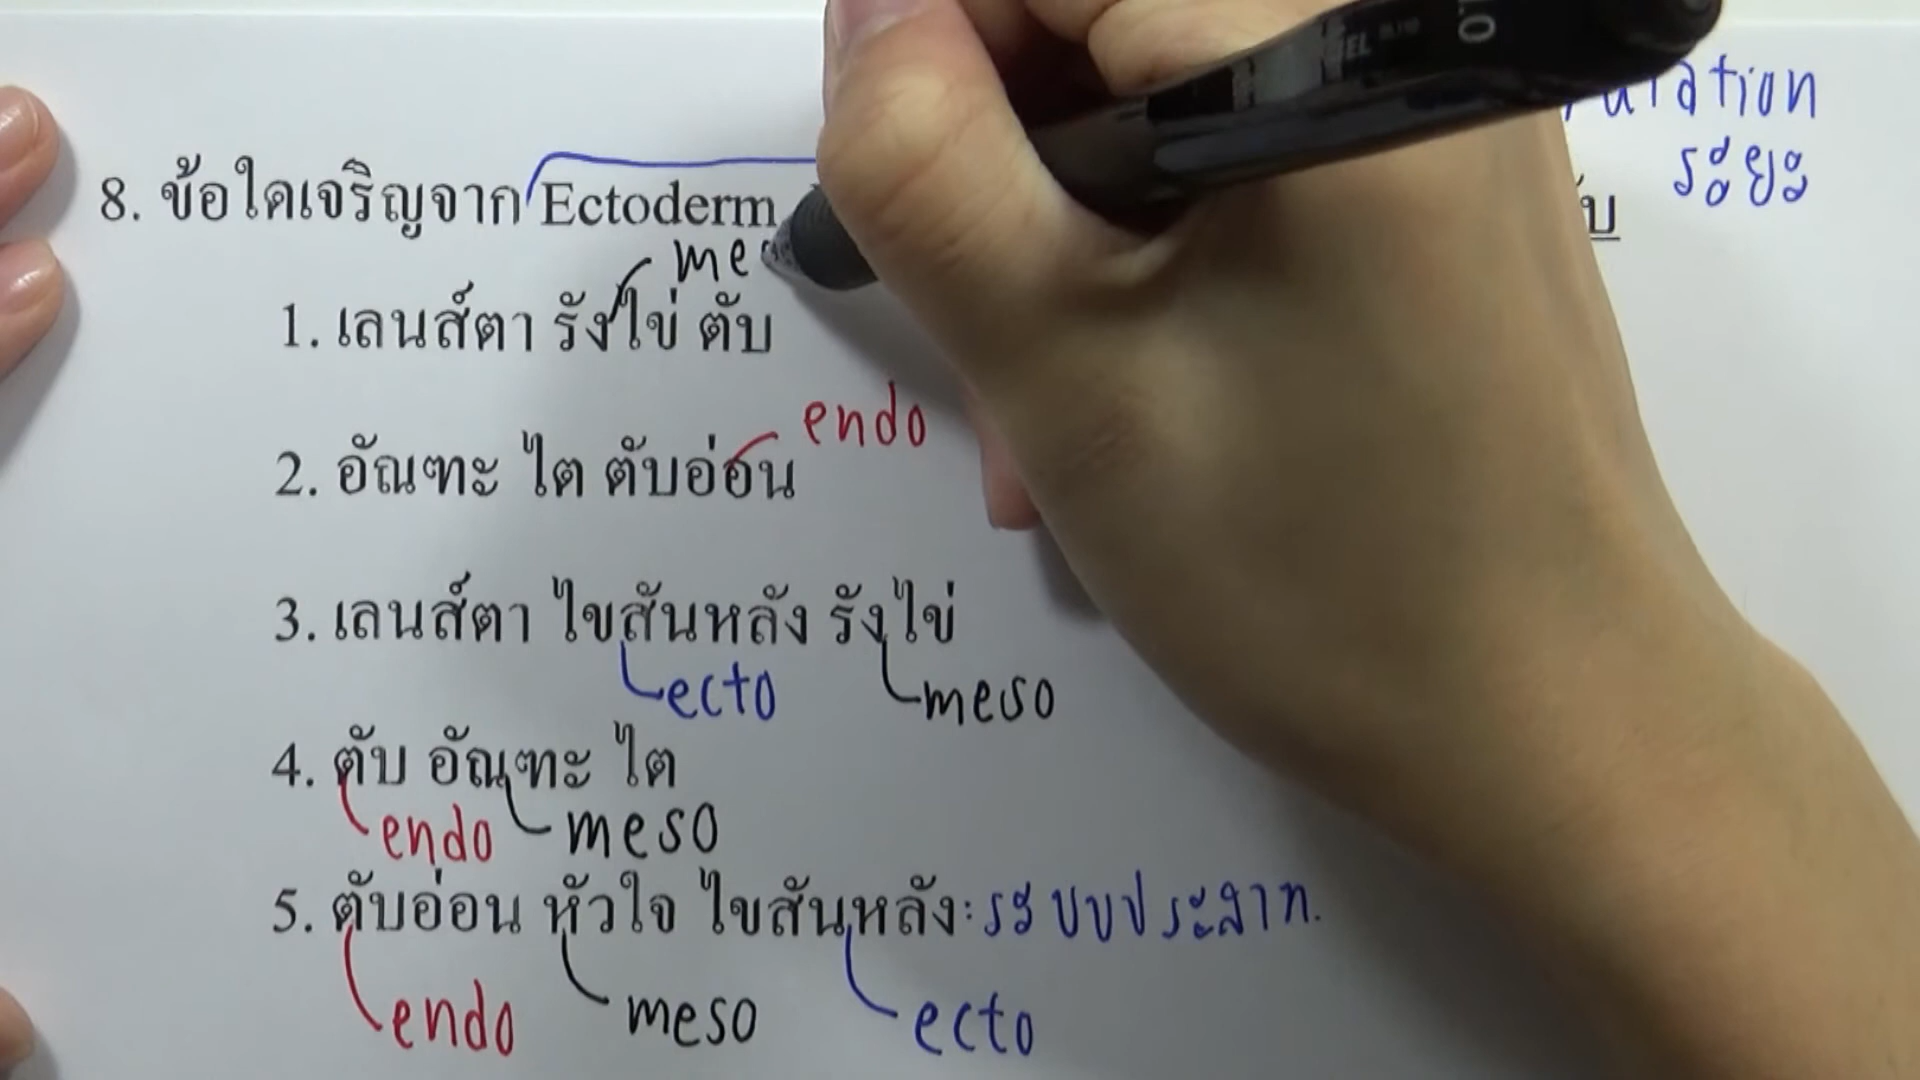 ระยะ
8. ข้อใดเจริญจาก Ectoderm
me
1. เลนส์ตา รังไข่ ตับ
endo
2. อัณฑะ ไต ตับอ่อน
3. เลนส์ตา ไขสันหลัง รังไข่
ecto meso
4. ตับ อัณฑะ ไต
endo meso
5. ตับอ่อน หัวใจ ไขสันหลัง: ระบบประสาท.
endo meso ecto